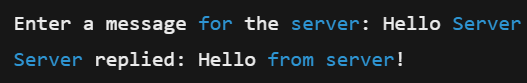 Enter a message for the server: Hello Server
Server replied: Hello from server!